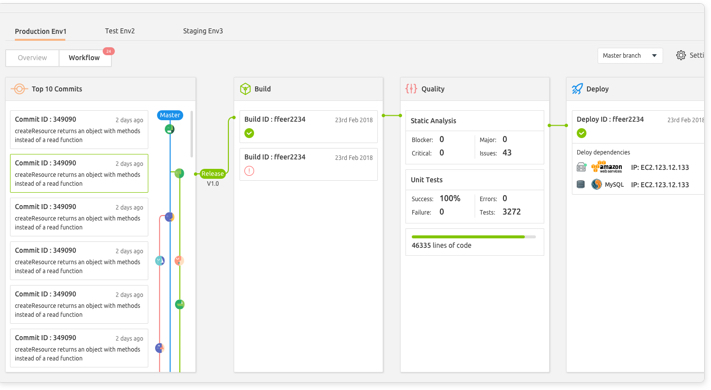 Production Env1 Test Env2 Staging Env3
Overview Workflow
Master branch
Top 10 Commits
Commit ID : 349090 2 days ago
createResource returns an object with methods
instead of a read function
Commit ID : 349090 2 days ago
createResource returns an object with methods
instead of a read function
Commit ID : 349090 2 days ago
createResource returns an object with methods
instead of a read function
Commit ID : 349090 2 days ago
createResource returns an object with methods
instead of a read function
Commit ID : 349090 2 days ago
createResource returns an object with methods
instead of a read function
Commit ID : 349090 2 days ago
createResource returns an object with methods
instead of a read function
Master
Release
V1.0
Build
Build ID : ffeer2234 23rd Feb 2018
Build ID : ffeer2234 23rd Feb 2018
Quality
Static Analysis
Blocker: 0 Major: 0
Critical: 0 Issues: 43
Unit Tests
Success: 100% Errors: 0
Failure: 0 Tests: 3272
46335 lines of code
Deploy
Deploy ID : ffeer2234 23rd Feb 2018
Deploy dependencies
amazon
web services
IP: EC2.123.12.133
MySQL IP: EC2.123.12.133